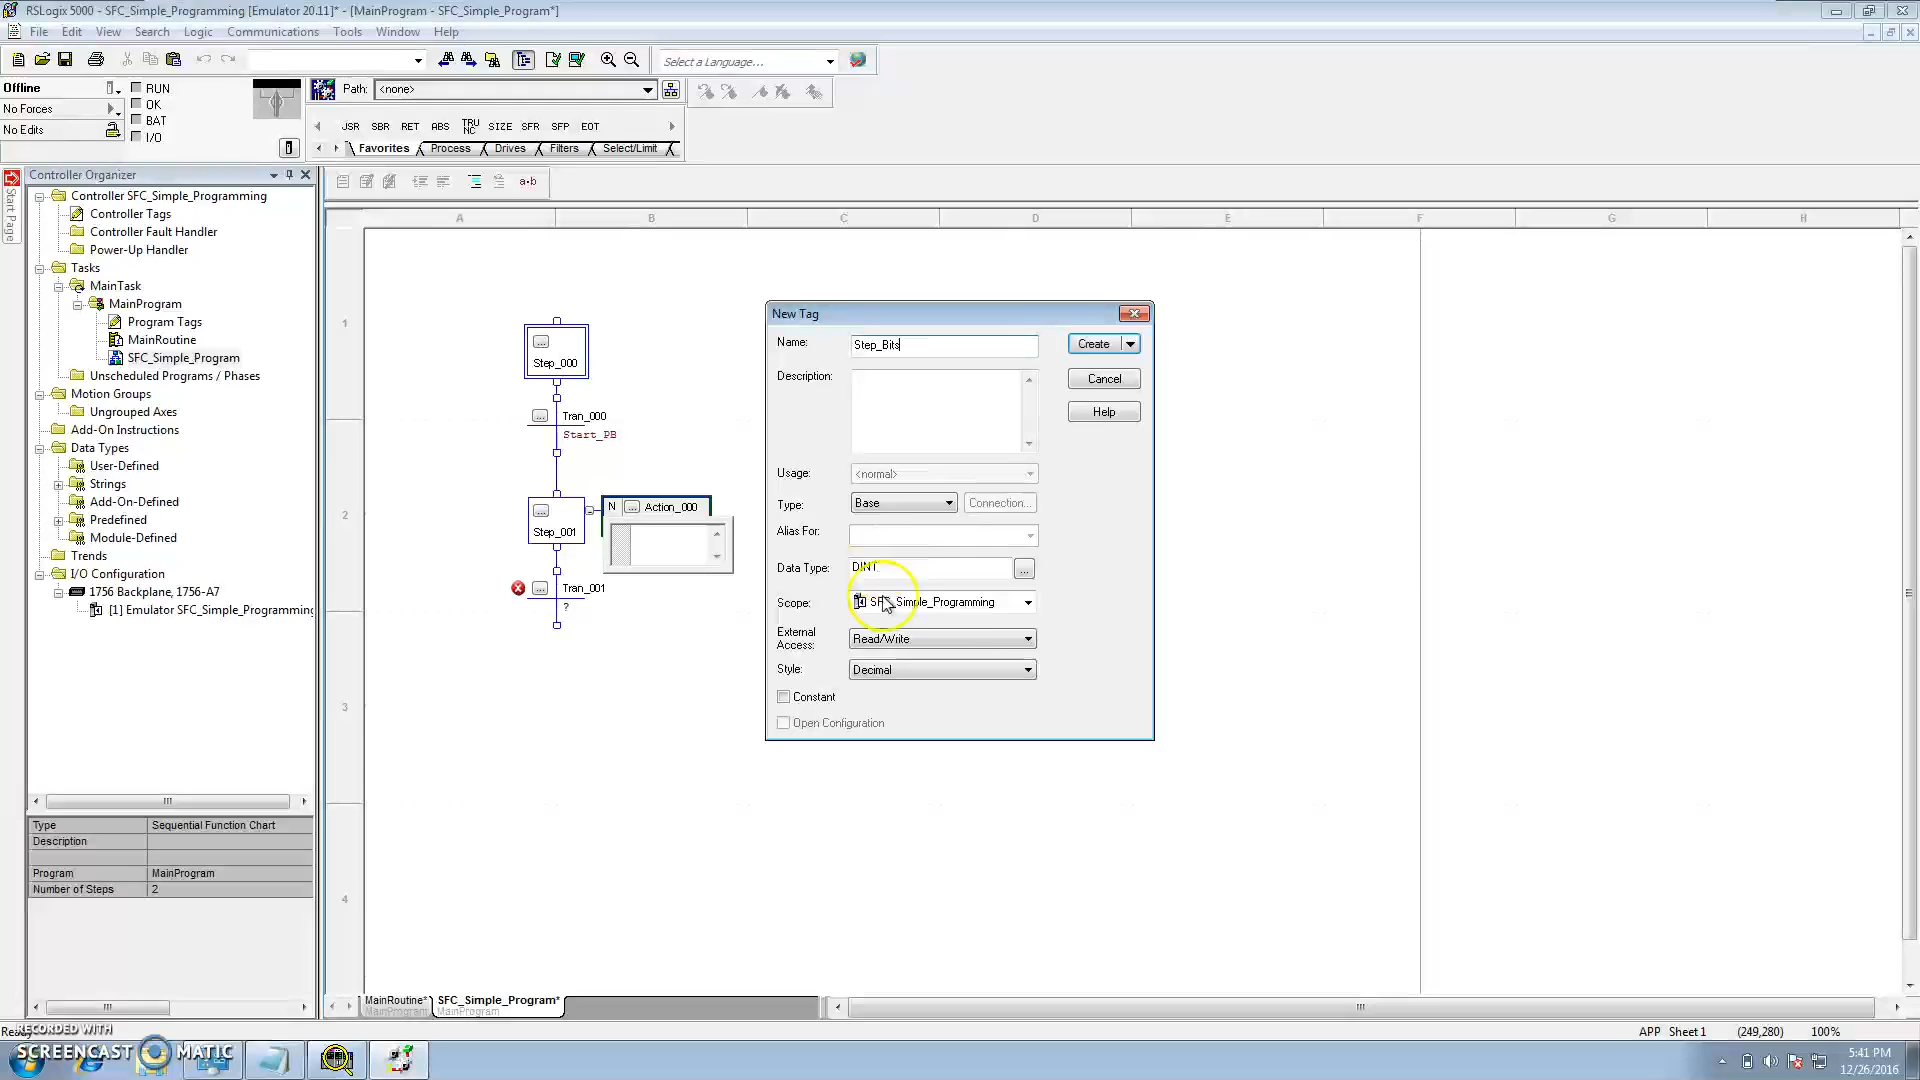 RSLogix 5000 - SFC_Simple_Programming [Emulator 20.11]* - [MainProgram - SFC_Simple_Program*]
File Edit View Search Logic Communications Tools Window Help
Select a Language...
Offline
RUN
No Forces
OK
No Edits
BAT
I/O
Path: <none>
JSR SBR RET ABS TRUNC SIZE SFR SFP EOT
Favorites Process Drives Filters Select/Limit
Start Page
Controller Organizer
Controller SFC_Simple_Programming
Controller Tags
Controller Fault Handler
Power-Up Handler
Tasks
MainTask
MainProgram
Program Tags
MainRoutine
SFC_Simple_Program
Unscheduled Programs / Phases
Motion Groups
Ungrouped Axes
Add-On Instructions
Data Types
User-Defined
Strings
Add-On-Defined
Predefined
Module-Defined
Trends
I/O Configuration
1756 Backplane, 1756-A7
[1] Emulator SFC_Simple_Programming
Type Sequential Function Chart
Description
Program MainProgram
Number of Steps 2
a•b
A B C D E F G H
1
2
3
4
...
Step_000
... Tran_000
Start_PB
...
Step_001
N ... Action_000
... Tran_001
?
New Tag
Name: Step_Bits
Create
Description:
Cancel
Help
Usage: <normal>
Type: Base Connection...
Alias For:
Data Type: DINT ...
Scope: SFC_Simple_Programming
External Access: Read/Write
Style: Decimal
Constant
Open Configuration
MainRoutine* SFC_Simple_Program*
MainProgram MainProgram
Ready
APP Sheet 1 (249,280) 100%
RECORDED WITH
SCREENCAST MATIC
5:41 PM
12/26/2016